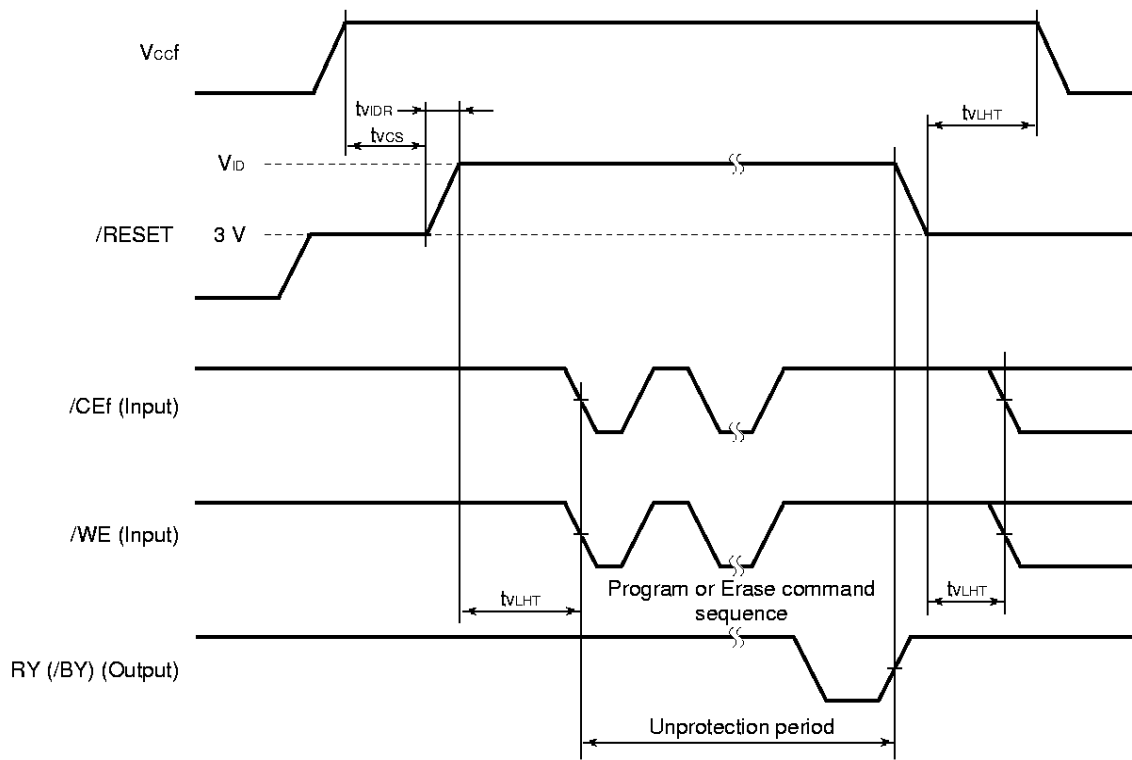 VCCf
tVIDR
tVCS
tVLHT
VID
/RESET 3 V
/CEf (Input)
/WE (Input)
tVLHT
Program or Erase command
sequence
tVLHT
RY (/BY) (Output)
Unprotection period